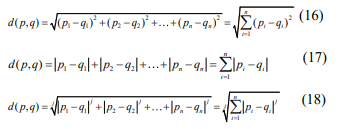 d(p,q)=√((p₁-q₁)²+(p₂-q₂)²+…+(pₙ-qₙ)²)=√(∑ᵢ₌₁ⁿ(pᵢ-qᵢ)²) (16)
d(p,q)=|p₁-q₁|+|p₂-q₂|+…+|pₙ-qₙ|=∑ᵢ₌₁ⁿ|pᵢ-qᵢ| (17)
d(p,q)=ʲ√(|p₁-q₁|ʲ+|p₂-q₂|ʲ+…+|pₙ-qₙ|ʲ)=ʲ√(∑ᵢ₌₁ⁿ|pᵢ-qᵢ|ʲ) (18)